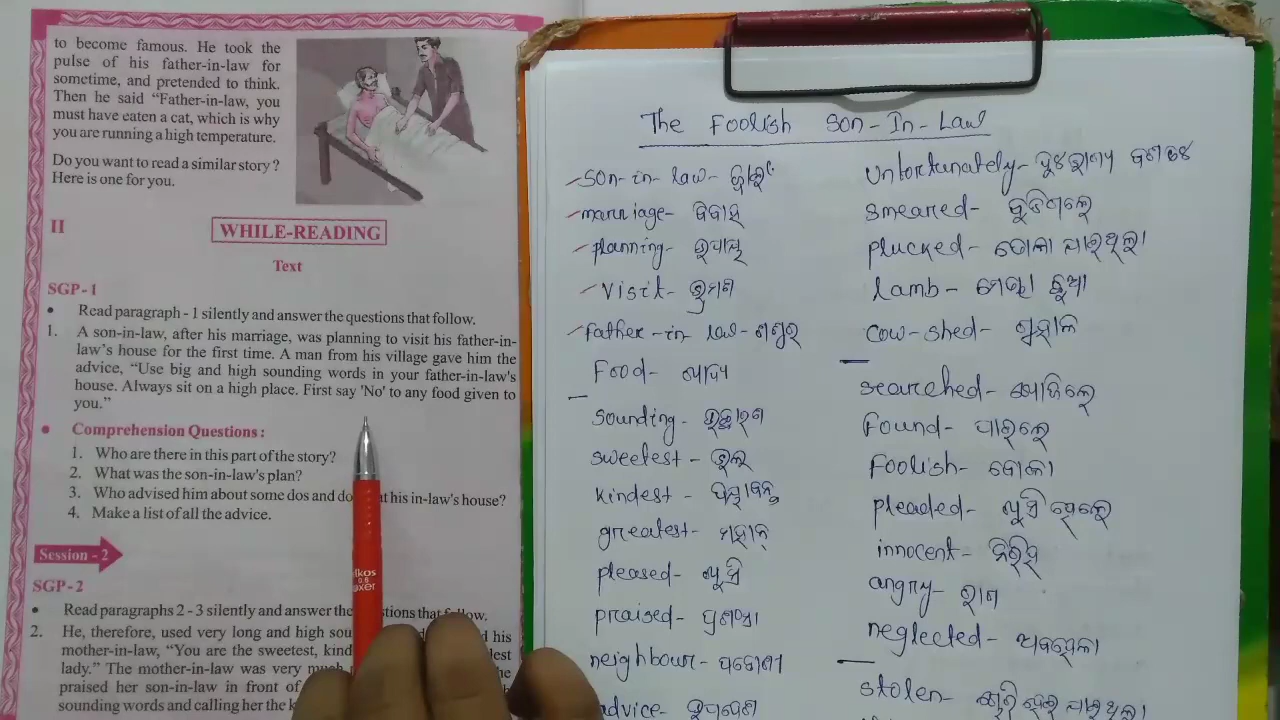 to become famous. He took the
pulse of his father-in-law for
sometime, and pretended to think.
Then he said "Father-in-law, you
must have eaten a cat, which is why
you are running a high temperature.
Do you want to read a similar story ?
Here is one for you.
II
WHILE-READING
Text
SGP-1
• Read paragraph - 1 silently and answer the questions that follow.
1. A son-in-law, after his marriage, was planning to visit his father-in-
law's house for the first time. A man from his village gave him the
advice, "Use big and high sounding words in your father-in-law's
house. Always sit on a high place. First say 'No' to any food given to
you."
• Comprehension Questions :
1. Who are there in this part of the story?
2. What was the son-in-law's plan?
3. Who advised him about some dos and do at his in-law's house?
4. Make a list of all the advice.
Session - 2
SGP-2
• Read paragraphs 2 - 3 silently and answer the stions that follow.
2. He, therefore, used very long and high sou his
mother-in-law, "You are the sweetest, kind
lady." The mother-in-law was very much
praised her son-in-law in front of
sounding words and calling her the k
The Foolish Son-In-Law
son-in-law- ଜ୍ୱାଇଁ
marriage- ବିବାହ
planning-
visit- ଭ୍ରମଣ
father-in law- ଶଶୁର
Food- ଖାଦ୍ୟ
sounding- ଉଚ୍ଚାରଣ
sweetest- ଭଲ
kindest-
greatest- ମହାନ୍
pleased- ଖୁସି
praised- ପ୍ରଶଂସା
neighbour- ପଡୋଶୀ
advice- ଉପଦେଶ
Unfortunately-
smeared-
plucked- ତୋଳା ଯାଇଥିଲା
lamb- ମେଣ୍ଢା ଛୁଆ
cow-shed- ଗୁହାଳ
searched- ଖୋଜିଲେ
Found- ପାଇଲେ
Foolish- ବୋକା
pleaded-
innocent- ନିରୀହ
angry- ରାଗ
neglected- ଅବହେଳା
stolen- ଚୋରି ହୋଇ ଯାଇଥିଲା